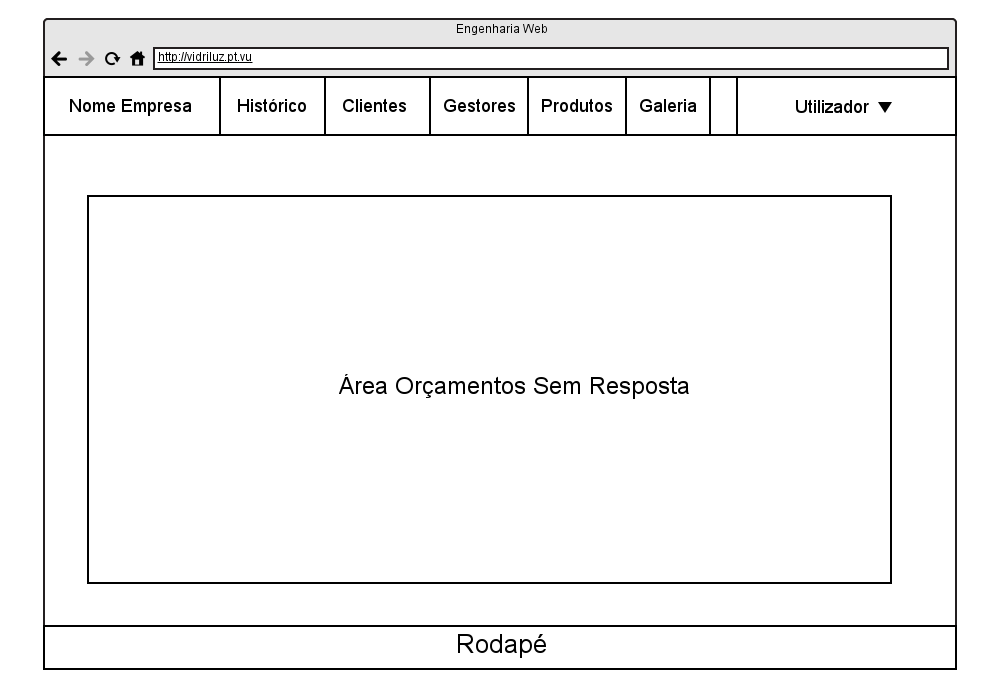 Engenharia Web
http://vidriluz.pt.vu
Nome Empresa Histórico Clientes Gestores Produtos Galeria Utilizador ▼
Área Orçamentos Sem Resposta
Rodapé